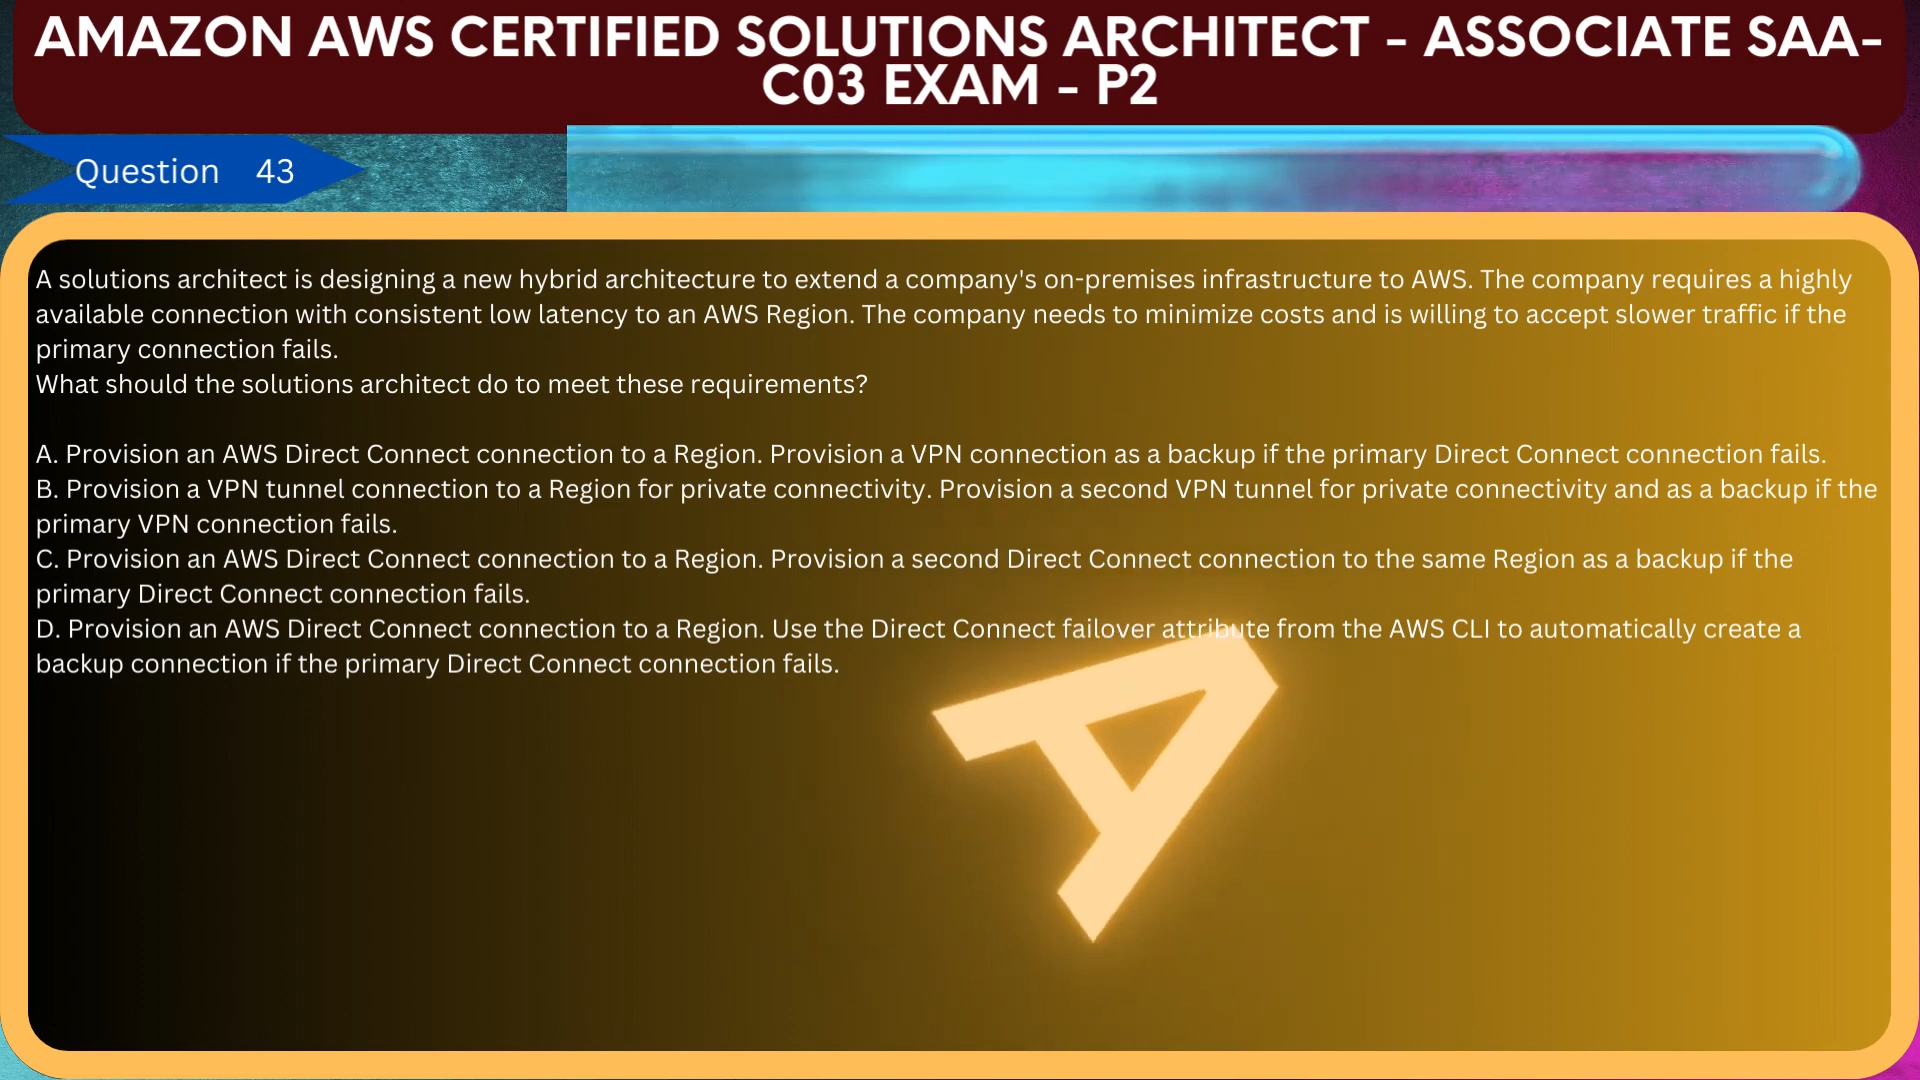 AMAZON AWS CERTIFIED SOLUTIONS ARCHITECT - ASSOCIATE SAA-
C03 EXAM - P2
Question 43
A solutions architect is designing a new hybrid architecture to extend a company's on-premises infrastructure to AWS. The company requires a highly
available connection with consistent low latency to an AWS Region. The company needs to minimize costs and is willing to accept slower traffic if the
primary connection fails.
What should the solutions architect do to meet these requirements?
A. Provision an AWS Direct Connect connection to a Region. Provision a VPN connection as a backup if the primary Direct Connect connection fails.
B. Provision a VPN tunnel connection to a Region for private connectivity. Provision a second VPN tunnel for private connectivity and as a backup if the
primary VPN connection fails.
C. Provision an AWS Direct Connect connection to a Region. Provision a second Direct Connect connection to the same Region as a backup if the
primary Direct Connect connection fails.
D. Provision an AWS Direct Connect connection to a Region. Use the Direct Connect failover attribute from the AWS CLI to automatically create a
backup connection if the primary Direct Connect connection fails.
A